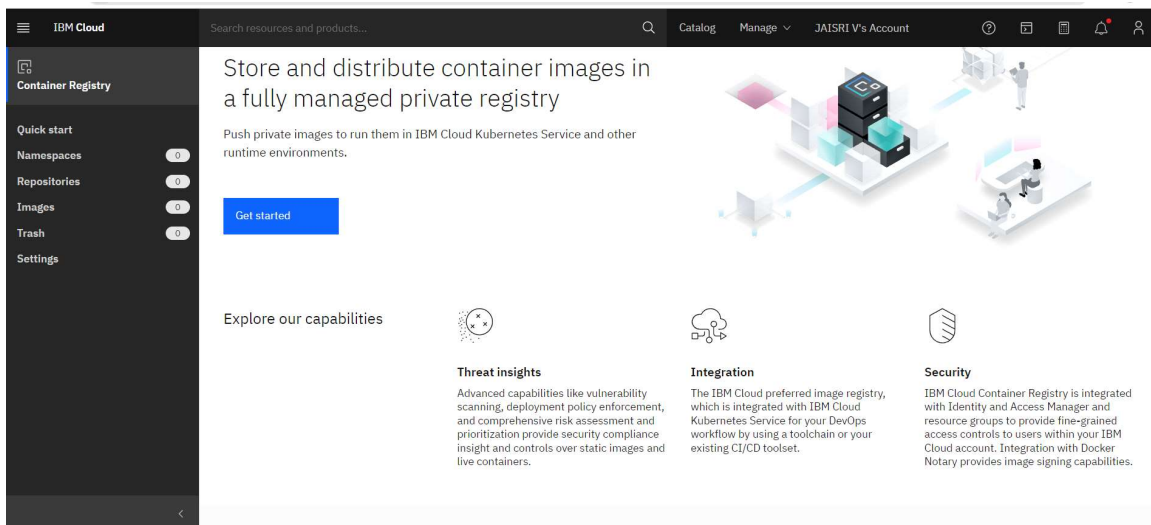 IBM Cloud
Search resources and products...
Catalog
Manage
JAISRI V's Account
Container Registry
Quick start
Namespaces 0
Repositories 0
Images 0
Trash 0
Settings
Store and distribute container images in
a fully managed private registry
Push private images to run them in IBM Cloud Kubernetes Service and other
runtime environments.
Get started
Explore our capabilities
Threat insights
Advanced capabilities like vulnerability
scanning, deployment policy enforcement,
and comprehensive risk assessment and
prioritization provide security compliance
insight and controls over static images and
live containers.
Integration
The IBM Cloud preferred image registry,
which is integrated with IBM Cloud
Kubernetes Service for your DevOps
workflow by using a toolchain or your
existing CI/CD toolset.
Security
IBM Cloud Container Registry is integrated
with Identity and Access Manager and
resource groups to provide fine-grained
access controls to users within your IBM
Cloud account. Integration with Docker
Notary provides image signing capabilities.